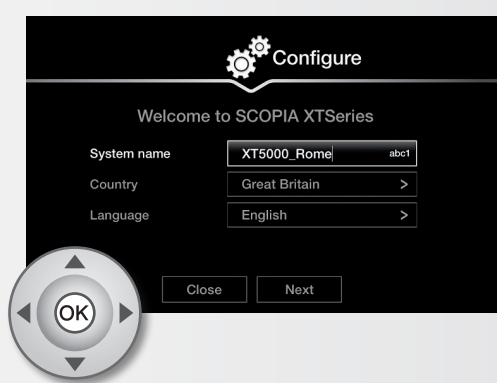 Configure
Welcome to SCOPIA XTSeries
System name XT5000_Rome abc1
Country Great Britain >
Language English >
Close Next
OK